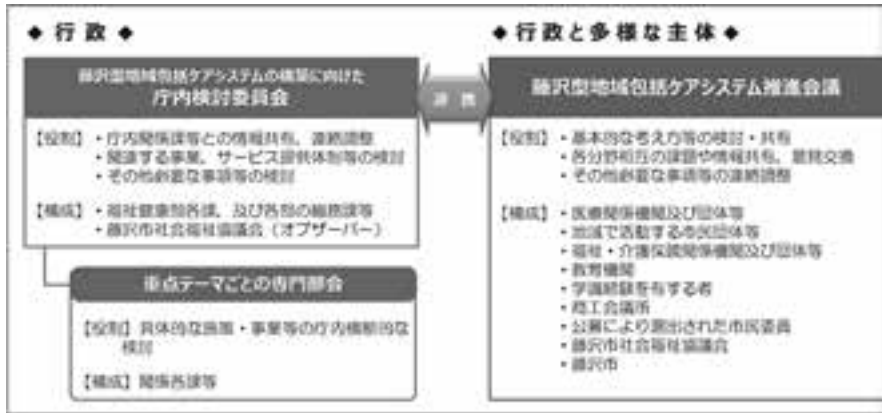 ◆ 行 政 ◆
藤沢型地域包括ケアシステムの構築に向けた
庁内検討委員会
【役割】・庁内関係課等との情報共有、連絡調整
・関連する事業、サービス提供体制等の検討
・その他必要な事項等の検討
【構成】・福祉健康部各課、及び各部の総務課等
・藤沢市社会福祉協議会（オブザーバー）
重点テーマごとの専門部会
【役割】具体的な施策・事業等の庁内横断的な
検討
【構成】関係各課等
連 携
◆ 行政と多様な主体 ◆
藤沢型地域包括ケアシステム推進会議
【役割】・基本的な考え方等の検討・共有
・各分野相互の課題や情報共有、意見交換
・その他必要な事項等の連絡調整
【構成】・医療関係機関及び団体等
・地域で活動する市民団体等
・福祉・介護保険関係機関及び団体等
・教育機関
・学識経験を有する者
・商工会議所
・公募により選出された市民委員
・藤沢市社会福祉協議会
・藤沢市